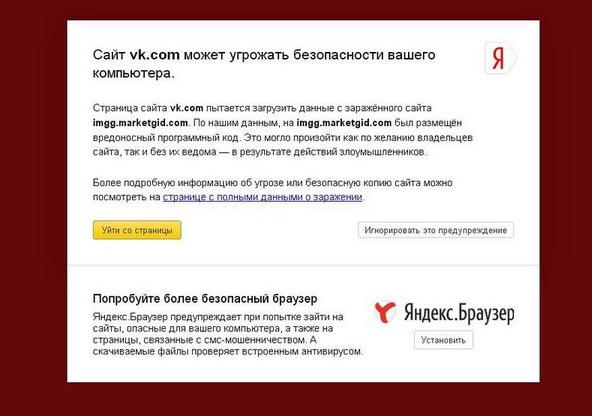 Сайт vk.com может угрожать безопасности вашего
компьютера.
Я
Страница сайта vk.com пытается загрузить данные с заражённого сайта
imgg.marketgid.com. По нашим данным, на imgg.marketgid.com был размещён
вредоносный программный код. Это могло произойти как по желанию владельцев
сайта, так и без их ведома — в результате действий злоумышленников.
Более подробную информацию об угрозе или безопасную копию сайта можно
посмотреть на странице с полными данными о заражении.
Уйти со страницы
Игнорировать это предупреждение
Попробуйте более безопасный браузер
Яндекс.Браузер предупреждает при попытке зайти на
сайты, опасные для вашего компьютера, а также на
страницы, связанные с смс-мошенничеством. А
скачиваемые файлы проверяет встроенным антивирусом.
Яндекс.Браузер
Установить